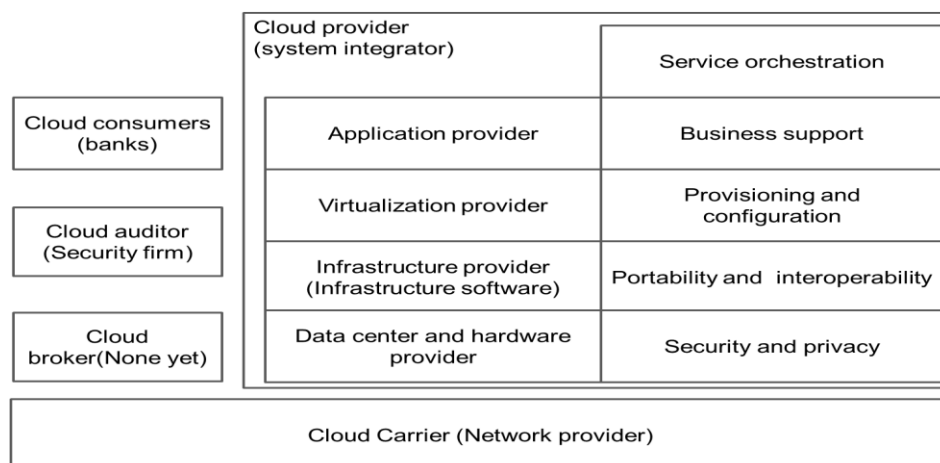 Cloud provider
(system integrator)
Service orchestration
Cloud consumers
(banks)
Application provider
Business support
Virtualization provider
Provisioning and
configuration
Cloud auditor
(Security firm)
Infrastructure provider
(Infrastructure software)
Portability and interoperability
Cloud
broker(None yet)
Data center and hardware
provider
Security and privacy
Cloud Carrier (Network provider)